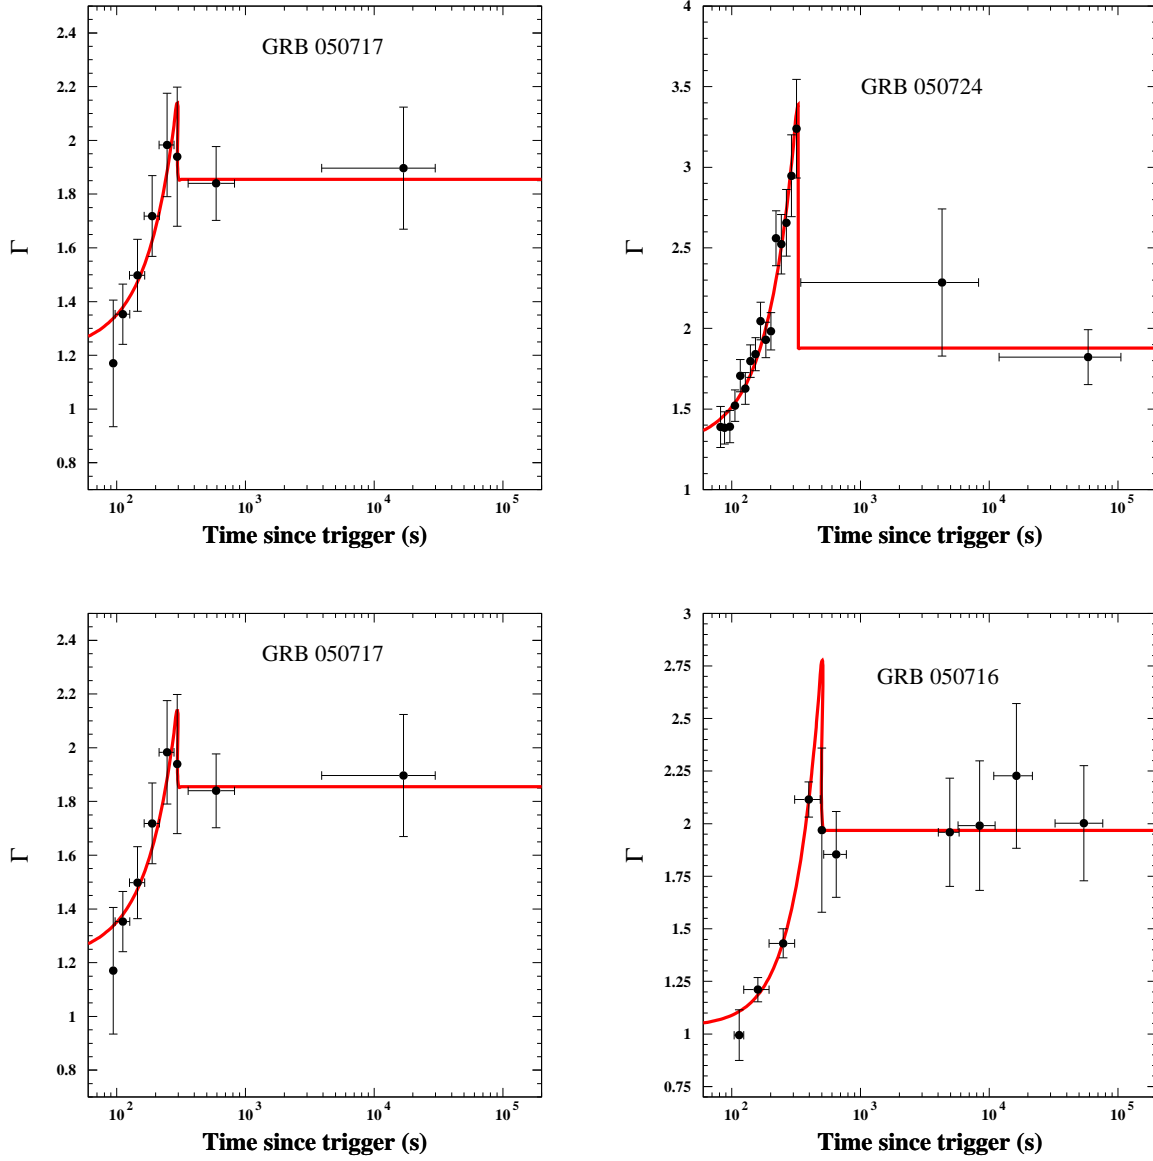 GRB 050717
2.4
2.2
2
1.8
1.6
1.4
1.2
1
0.8
Γ
10^2 10^3 10^4 10^5
Time since trigger (s)
GRB 050724
4
3.5
3
2.5
2
1.5
1
Γ
10^2 10^3 10^4 10^5
Time since trigger (s)
GRB 050717
2.4
2.2
2
1.8
1.6
1.4
1.2
1
0.8
Γ
10^2 10^3 10^4 10^5
Time since trigger (s)
GRB 050716
3
2.75
2.5
2.25
2
1.75
1.5
1.25
1
0.75
Γ
10^2 10^3 10^4 10^5
Time since trigger (s)